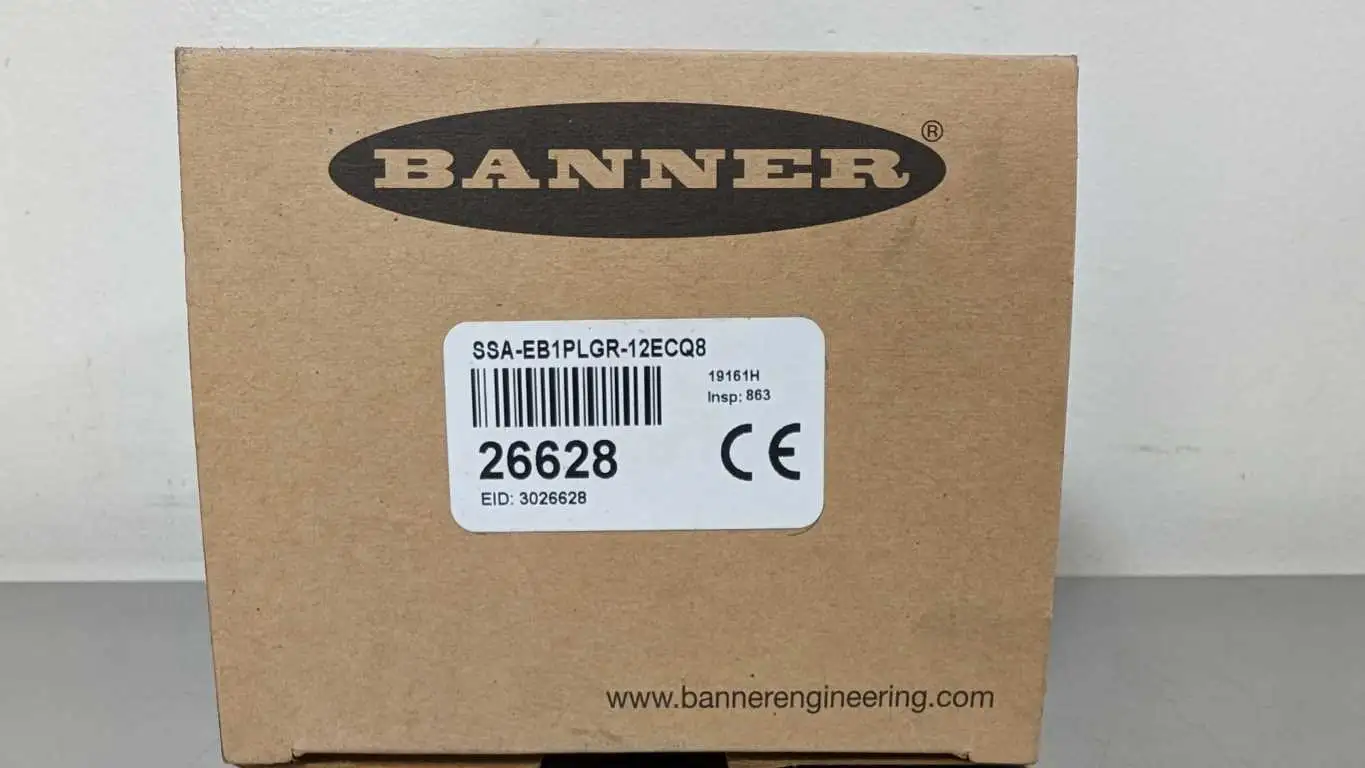 BANNER®
SSA-EB1PLGR-12ECQ8
19161H
Insp: 863
26628
CE
EID: 3026628
www.bannerengineering.com